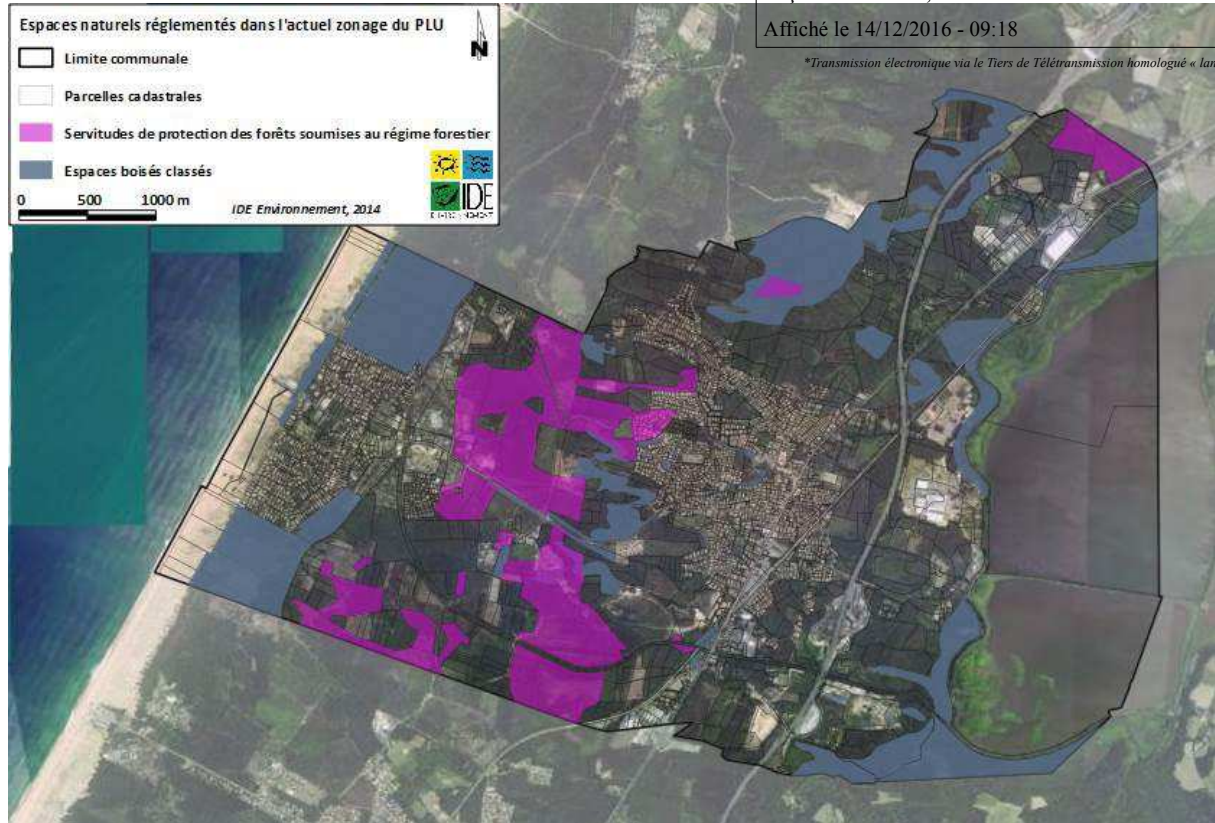 Affiché le 14/12/2016 - 09:18
*Transmission électronique via le Tiers de Télétransmission homologué « lan
Espaces naturels réglementés dans l'actuel zonage du PLU
N
Limite communale
Parcelles cadastrales
Servitudes de protection des forêts soumises au régime forestier
Espaces boisés classés
0 500 1000 m
IDE Environnement, 2014
IDE